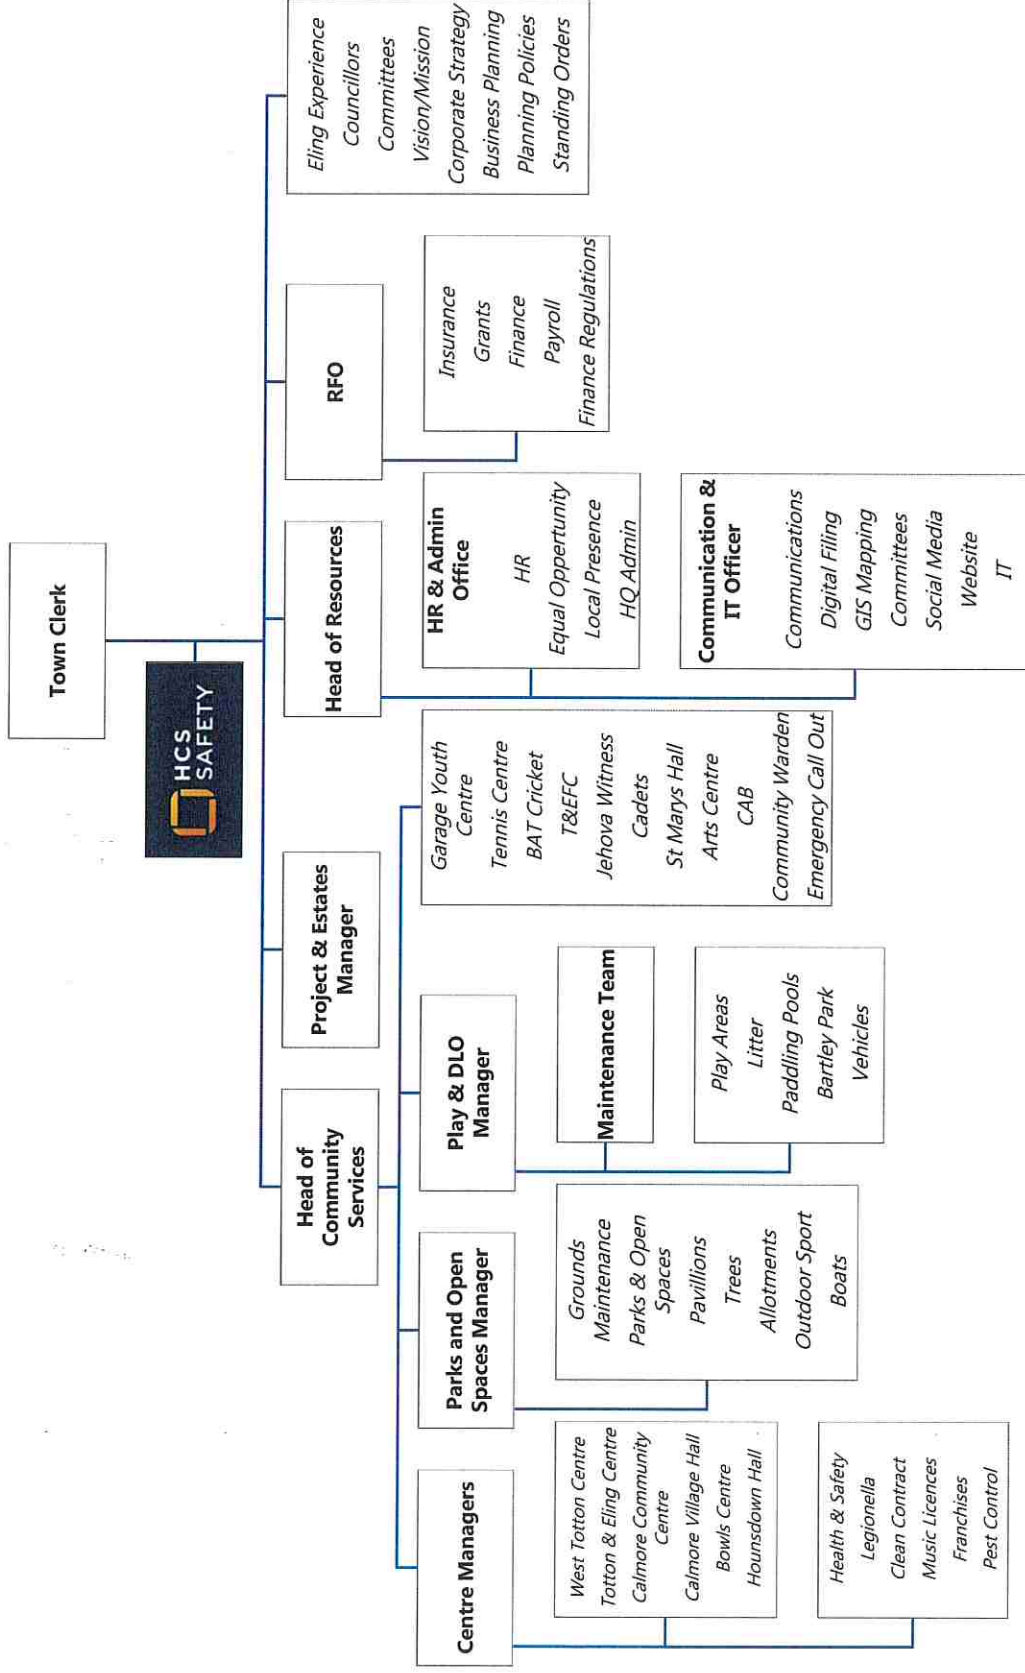 Town Clerk
HCS
SAFETY
Head of
Community
Services
Project & Estates
Manager
Head of Resources
RFO
Eling Experience
Councillors
Committees
Vision/Mission
Corporate Strategy
Business Planning
Planning Policies
Standing Orders
Centre Managers
West Totton Centre
Totton & Eling Centre
Calmore Community
Centre
Calmore Village Hall
Bowls Centre
Hounsdown Hall
Health & Safety
Legionella
Clean Contract
Music Licences
Franchises
Pest Control
Parks and Open
Spaces Manager
Grounds
Maintenance
Parks & Open
Spaces
Pavillions
Trees
Allotments
Outdoor Sport
Boats
Play & DLO
Manager
Maintenance Team
Play Areas
Litter
Paddling Pools
Bartley Park
Vehicles
Garage Youth
Centre
Tennis Centre
BAT Cricket
T&EFC
Jehova Witness
Cadets
St Marys Hall
Arts Centre
CAB
Community Warden
Emergency Call Out
HR & Admin
Office
HR
Equal Oppertunity
Local Presence
HQ Admin
Communication &
IT Officer
Communications
Digital Filing
GIS Mapping
Committees
Social Media
Website
IT
Insurance
Grants
Finance
Payroll
Finance Regulations